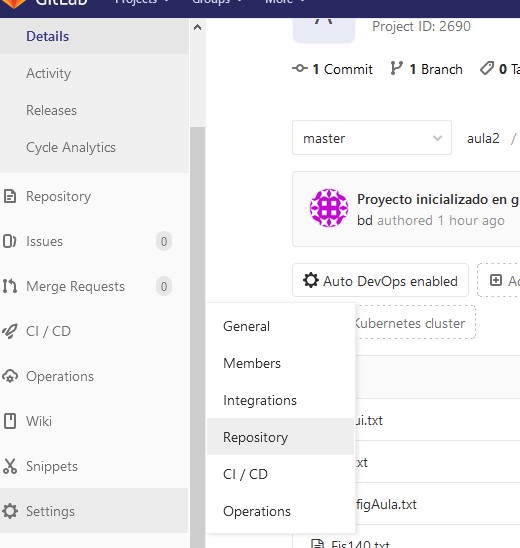 GitLab
Projects
Groups
More
Details
Activity
Releases
Cycle Analytics
Repository
Issues 0
Merge Requests 0
CI / CD
Operations
Wiki
Snippets
Settings
General
Members
Integrations
Repository
CI / CD
Operations
Project ID: 2690
1 Commit 1 Branch 0 Ta
master
aula2 /
Proyecto inicializado en g
bd authored 1 hour ago
Auto DevOps enabled
Ad
Kubernetes cluster
ui.txt
xt
figAula.txt
Fis140.txt